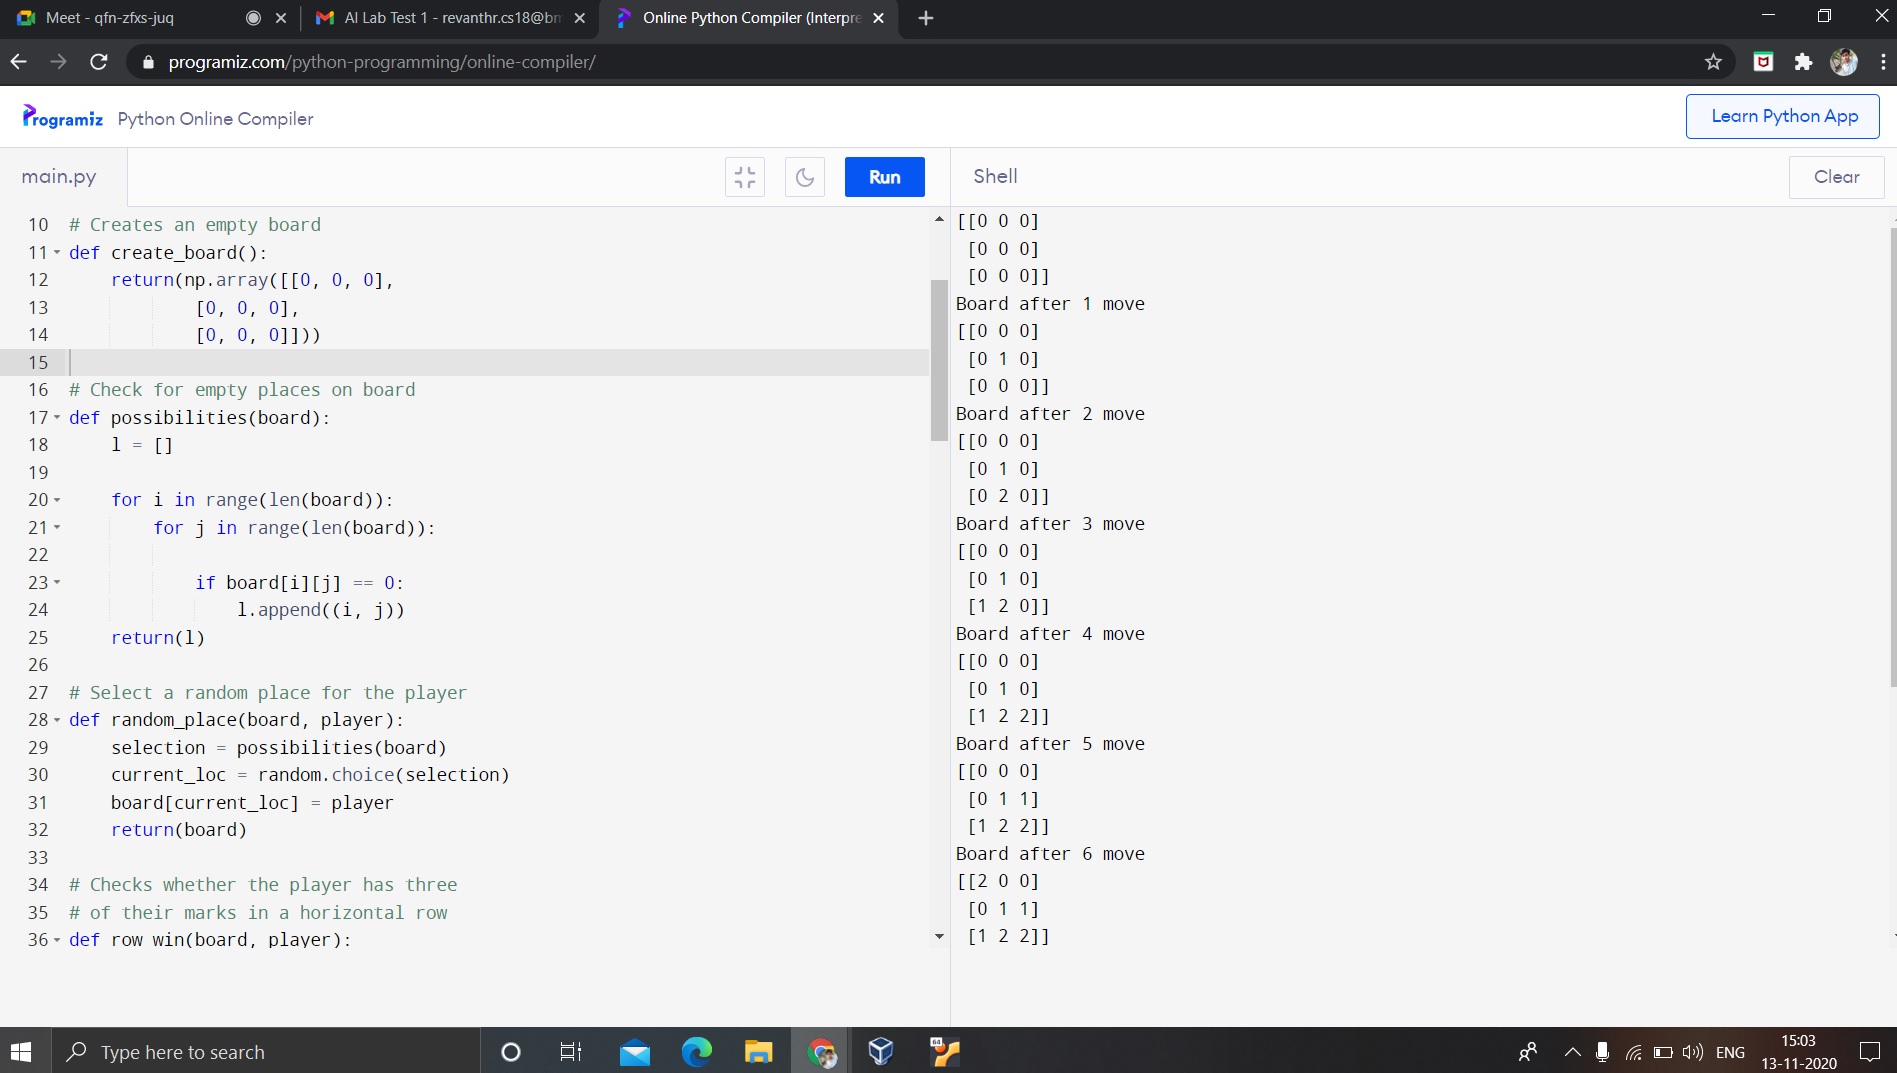 Meet - qfn-zfxs-juq
AI Lab Test 1 - revanthr.cs18@bm
Online Python Compiler (Interpre
programiz.com/python-programming/online-compiler/
Programiz Python Online Compiler
Learn Python App
main.py
Run
Shell
Clear
10 # Creates an empty board
11 def create_board():
12     return(np.array([[0, 0, 0],
13             [0, 0, 0],
14             [0, 0, 0]]))
15
16 # Check for empty places on board
17 def possibilities(board):
18     l = []
19
20     for i in range(len(board)):
21         for j in range(len(board)):
22
23             if board[i][j] == 0:
24                 l.append((i, j))
25     return(l)
26
27 # Select a random place for the player
28 def random_place(board, player):
29     selection = possibilities(board)
30     current_loc = random.choice(selection)
31     board[current_loc] = player
32     return(board)
33
34 # Checks whether the player has three
35 # of their marks in a horizontal row
36 def row_win(board, player):
[[0 0 0]
 [0 0 0]
 [0 0 0]]
Board after 1 move
[[0 0 0]
 [0 1 0]
 [0 0 0]]
Board after 2 move
[[0 0 0]
 [0 1 0]
 [0 2 0]]
Board after 3 move
[[0 0 0]
 [0 1 0]
 [1 2 0]]
Board after 4 move
[[0 0 0]
 [0 1 0]
 [1 2 2]]
Board after 5 move
[[0 0 0]
 [0 1 1]
 [1 2 2]]
Board after 6 move
[[2 0 0]
 [0 1 1]
 [1 2 2]]
Type here to search
64
ENG
15:03
13-11-2020